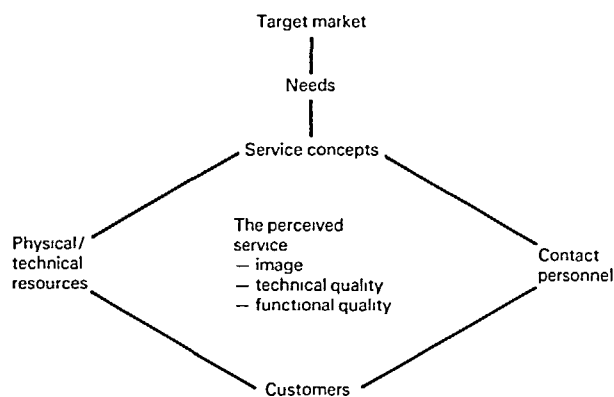 Target market
Needs
Service concepts
The perceived
service
– image
– technical quality
– functional quality
Physical/
technical
resources
Contact
personnel
Customers